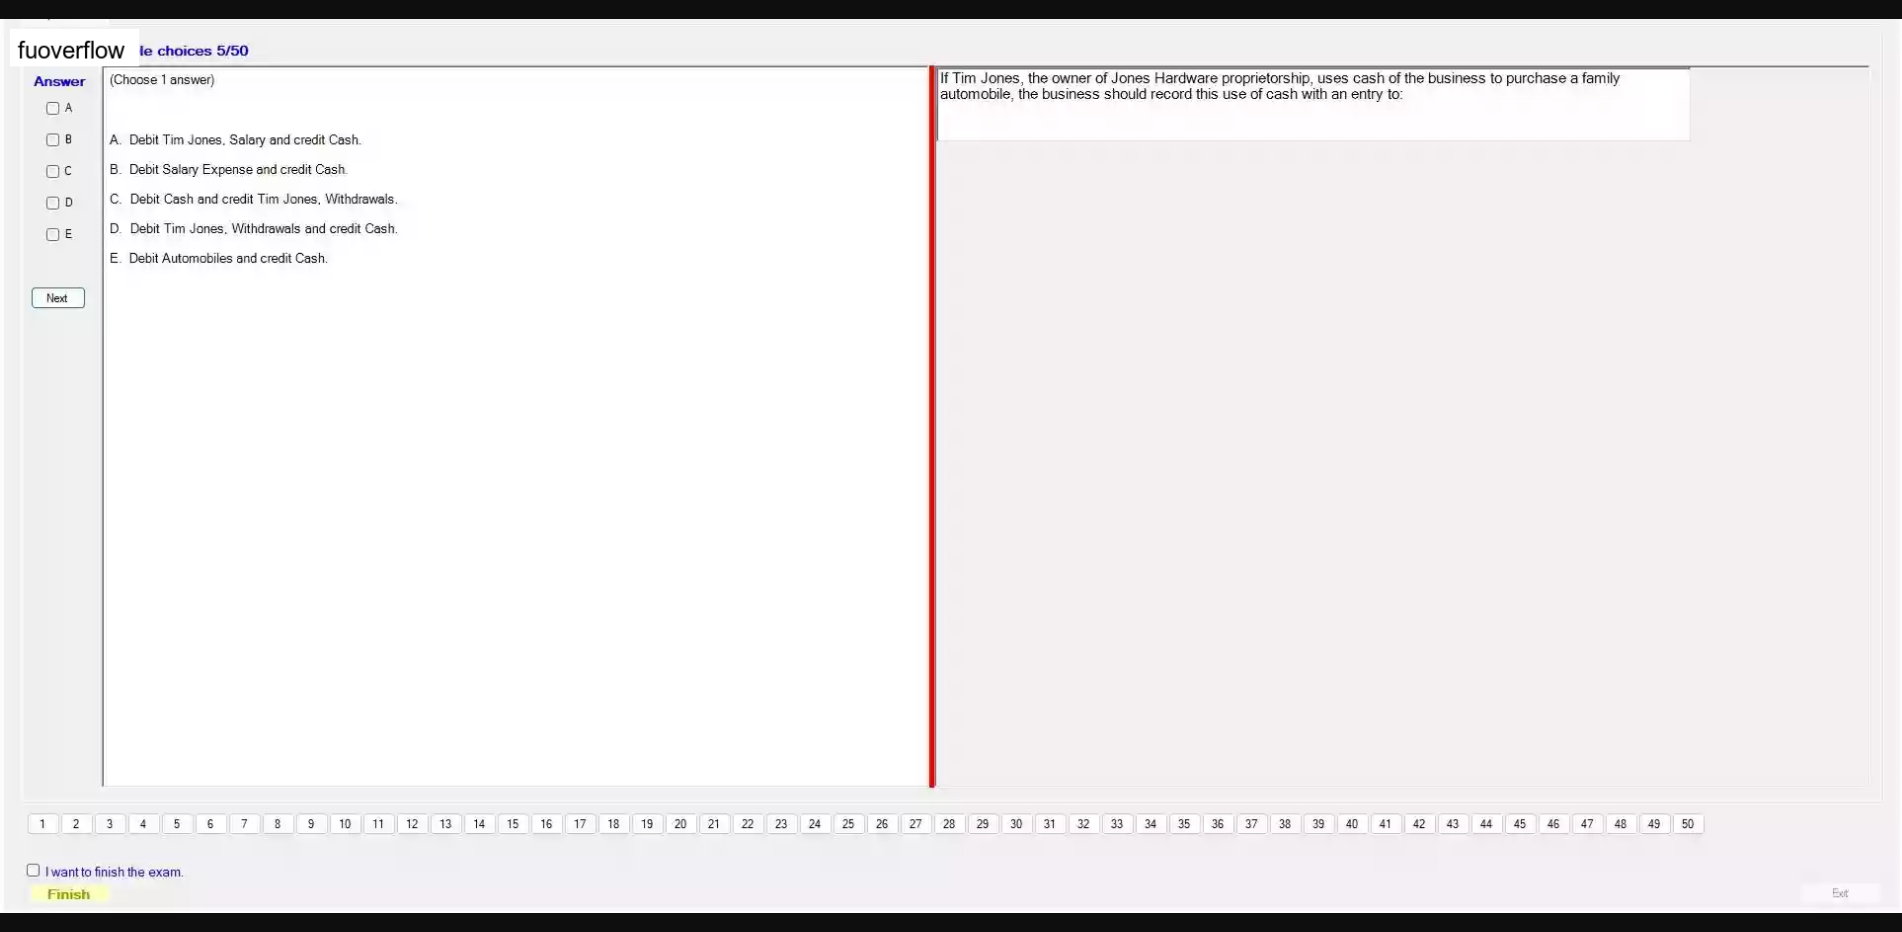 fuoverflow le choices 5/50
Answer
(Choose 1 answer)
A
B
C
D
E
Next
A. Debit Tim Jones, Salary and credit Cash.
B. Debit Salary Expense and credit Cash.
C. Debit Cash and credit Tim Jones, Withdrawals.
D. Debit Tim Jones, Withdrawals and credit Cash.
E. Debit Automobiles and credit Cash.
If Tim Jones, the owner of Jones Hardware proprietorship, uses cash of the business to purchase a family
automobile, the business should record this use of cash with an entry to:
1 2 3 4 5 6 7 8 9 10 11 12 13 14 15 16 17 18 19 20 21 22 23 24 25 26 27 28 29 30 31 32 33 34 35 36 37 38 39 40 41 42 43 44 45 46 47 48 49 50
I want to finish the exam.
Finish
Exit